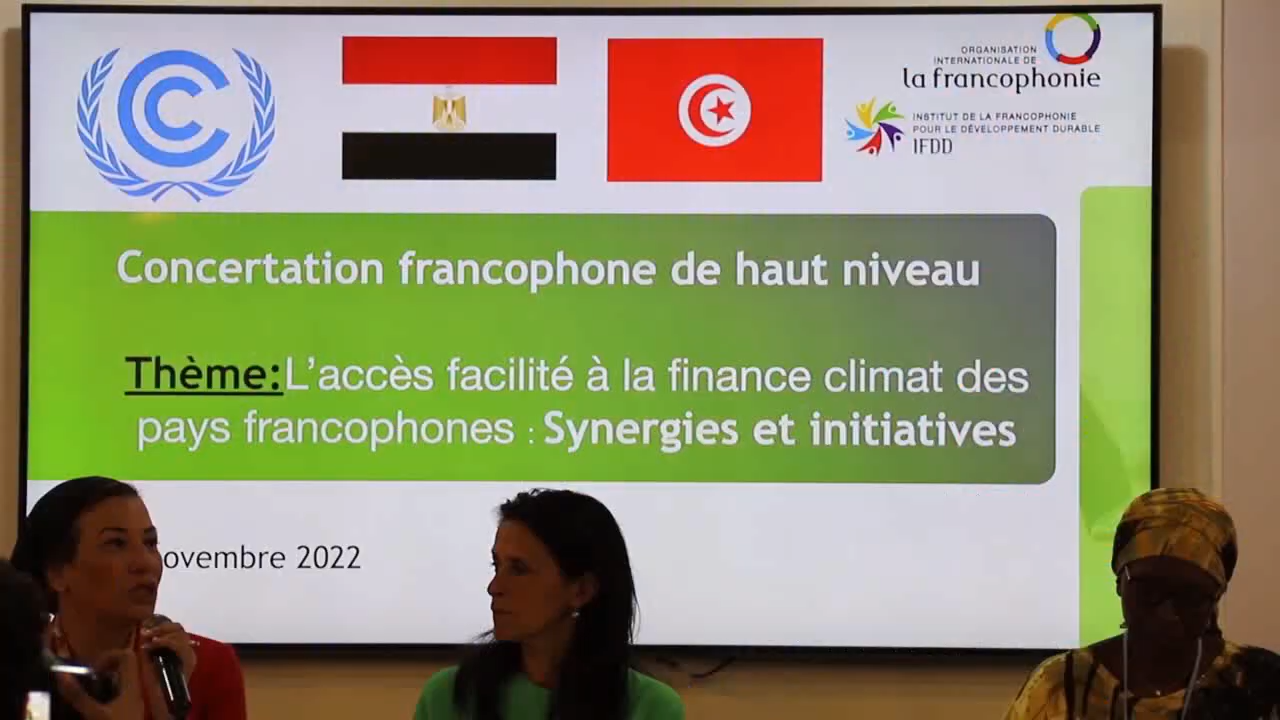 ORGANISATION
INTERNATIONALE DE
la francophonie
INSTITUT DE LA FRANCOPHONIE
POUR LE DÉVELOPPEMENT DURABLE
IFDD
Concertation francophone de haut niveau
Thème:L'accès facilité à la finance climat des
pays francophones : Synergies et initiatives
ovembre 2022